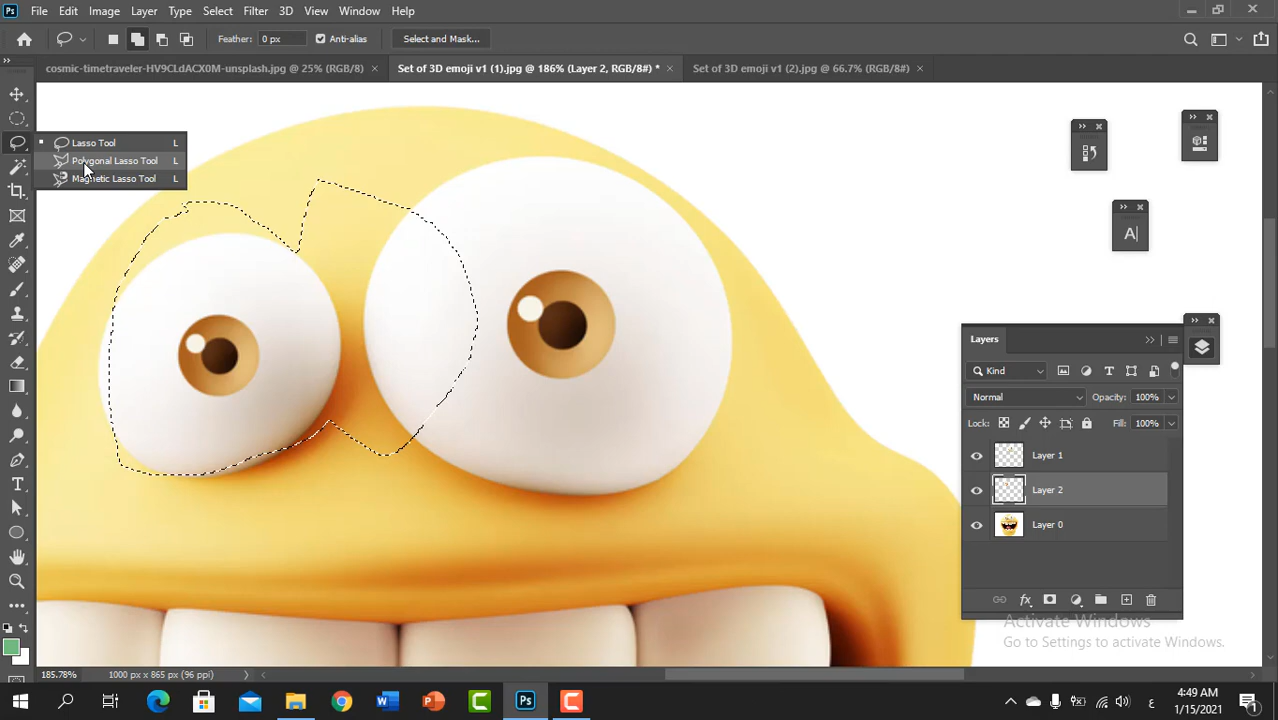 Ps File Edit Image Layer Type Select Filter 3D View Window Help
Feather: 0 px Anti-alias Select and Mask...
cosmic-timetraveler-HV9CLdACX0M-unsplash.jpg @ 25% (RGB/8) × Set of 3D emoji v1 (1).jpg @ 186% (Layer 2, RGB/8#) * × Set of 3D emoji v1 (2).jpg @ 66.7% (RGB/8#) ×
Lasso Tool L
Polygonal Lasso Tool L
Magnetic Lasso Tool L
A
Layers
Kind
Normal Opacity: 100%
Lock: Fill: 100%
Layer 1
Layer 2
Layer 0
fx
T
Activate Windows
Go to Settings to activate Windows.
185.78% 1000 px x 865 px (96 ppi)
W P C Ps C
ع
4:49 AM
1/15/2021
1